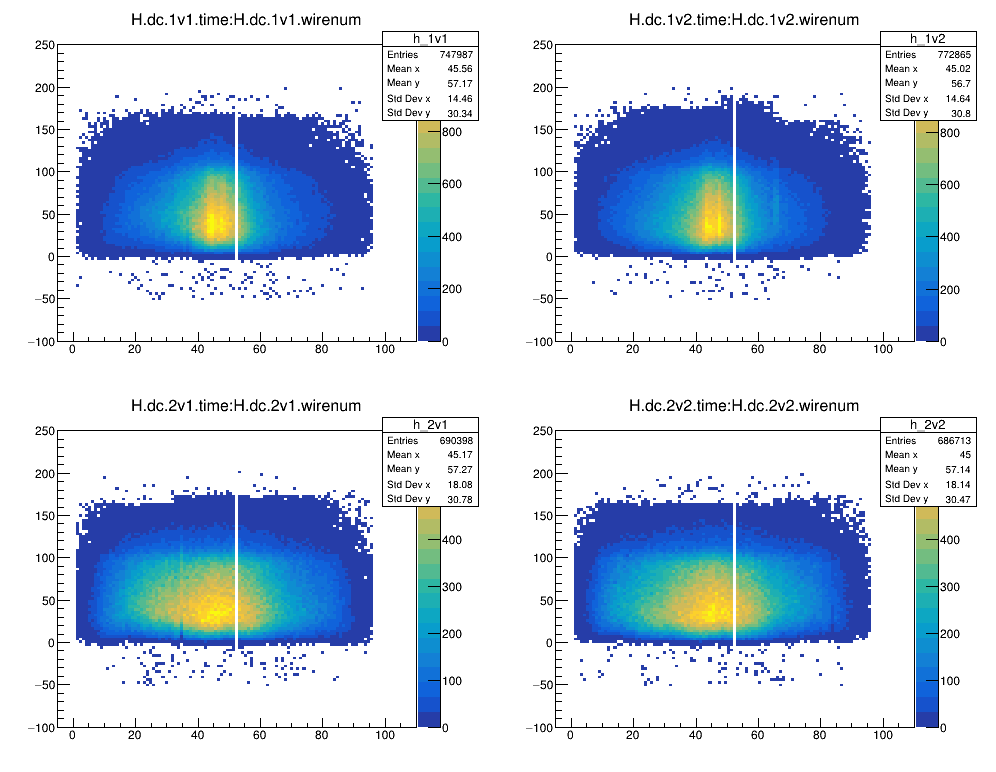 H.dc.1v1.time:H.dc.1v1.wirenum
h_1v1
Entries 747987
Mean x 45.56
Mean y 57.17
Std Dev x 14.46
Std Dev y 30.34
250
200
150
100
50
0
−50
−100
0 20 40 60 80 100
800
600
400
200
0
H.dc.1v2.time:H.dc.1v2.wirenum
h_1v2
Entries 772865
Mean x 45.02
Mean y 56.7
Std Dev x 14.64
Std Dev y 30.8
250
200
150
100
50
0
−50
−100
0 20 40 60 80 100
800
600
400
200
0
H.dc.2v1.time:H.dc.2v1.wirenum
h_2v1
Entries 690398
Mean x 45.17
Mean y 57.27
Std Dev x 18.08
Std Dev y 30.78
250
200
150
100
50
0
−50
−100
0 20 40 60 80 100
400
300
200
100
0
H.dc.2v2.time:H.dc.2v2.wirenum
h_2v2
Entries 686713
Mean x 45
Mean y 57.14
Std Dev x 18.14
Std Dev y 30.47
250
200
150
100
50
0
−50
−100
0 20 40 60 80 100
400
300
200
100
0